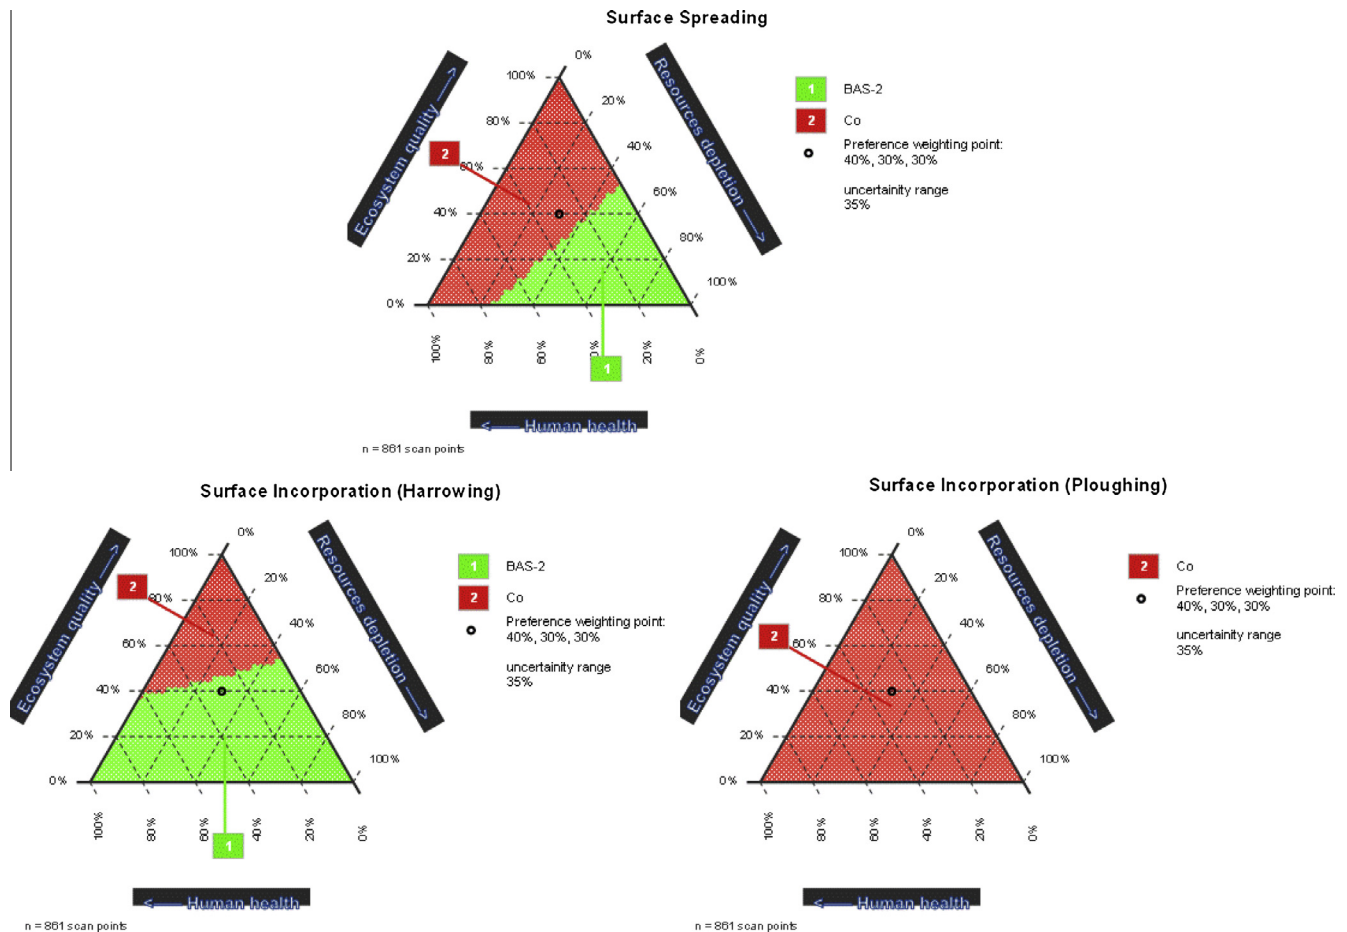 Surface Spreading
Ecosystem quality
Resources depletion
0%
100%
20%
80%
40%
60%
60%
40%
80%
20%
100%
0%
2
1
100%
80%
60%
0%
20%
0%
Human health
n = 861 scan points
1 BAS-2
2 Co
Preference weighting point:
40%, 30%, 30%
uncertainity range
35%
Surface Incorporation (Harrowing)
Ecosystem quality
Resources depletion
0%
100%
20%
80%
40%
60%
60%
40%
80%
20%
100%
0%
2
1
100%
80%
60%
40%
20%
0%
Human health
n = 861 scan points
1 BAS-2
2 Co
Preference weighting point:
40%, 30%, 30%
uncertainity range
35%
Surface Incorporation (Ploughing)
Ecosystem quality
Resources depletion
0%
100%
20%
80%
40%
60%
60%
40%
80%
20%
100%
0%
2
100%
80%
60%
40%
20%
0%
Human health
n = 861 scan points
2 Co
Preference weighting point:
40%, 30%, 30%
uncertainity range
35%